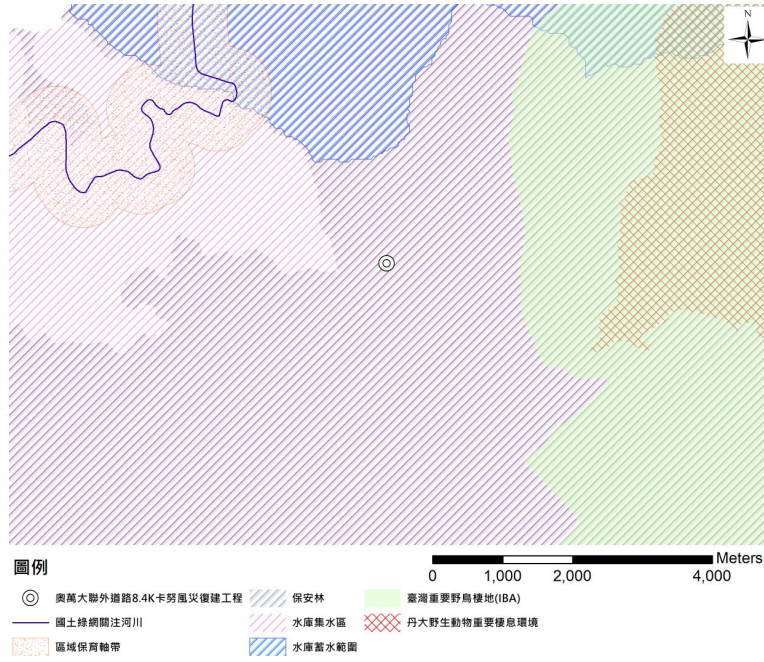 N
圖例
Meters
0 1,000 2,000 4,000
奧萬大聯外道路8.4K卡努風災復建工程 保安林 臺灣重要野鳥棲地(IBA)
國土綠網關注河川 水庫集水區 丹大野生動物重要棲息環境
區域保育軸帶 水庫蓄水範圍